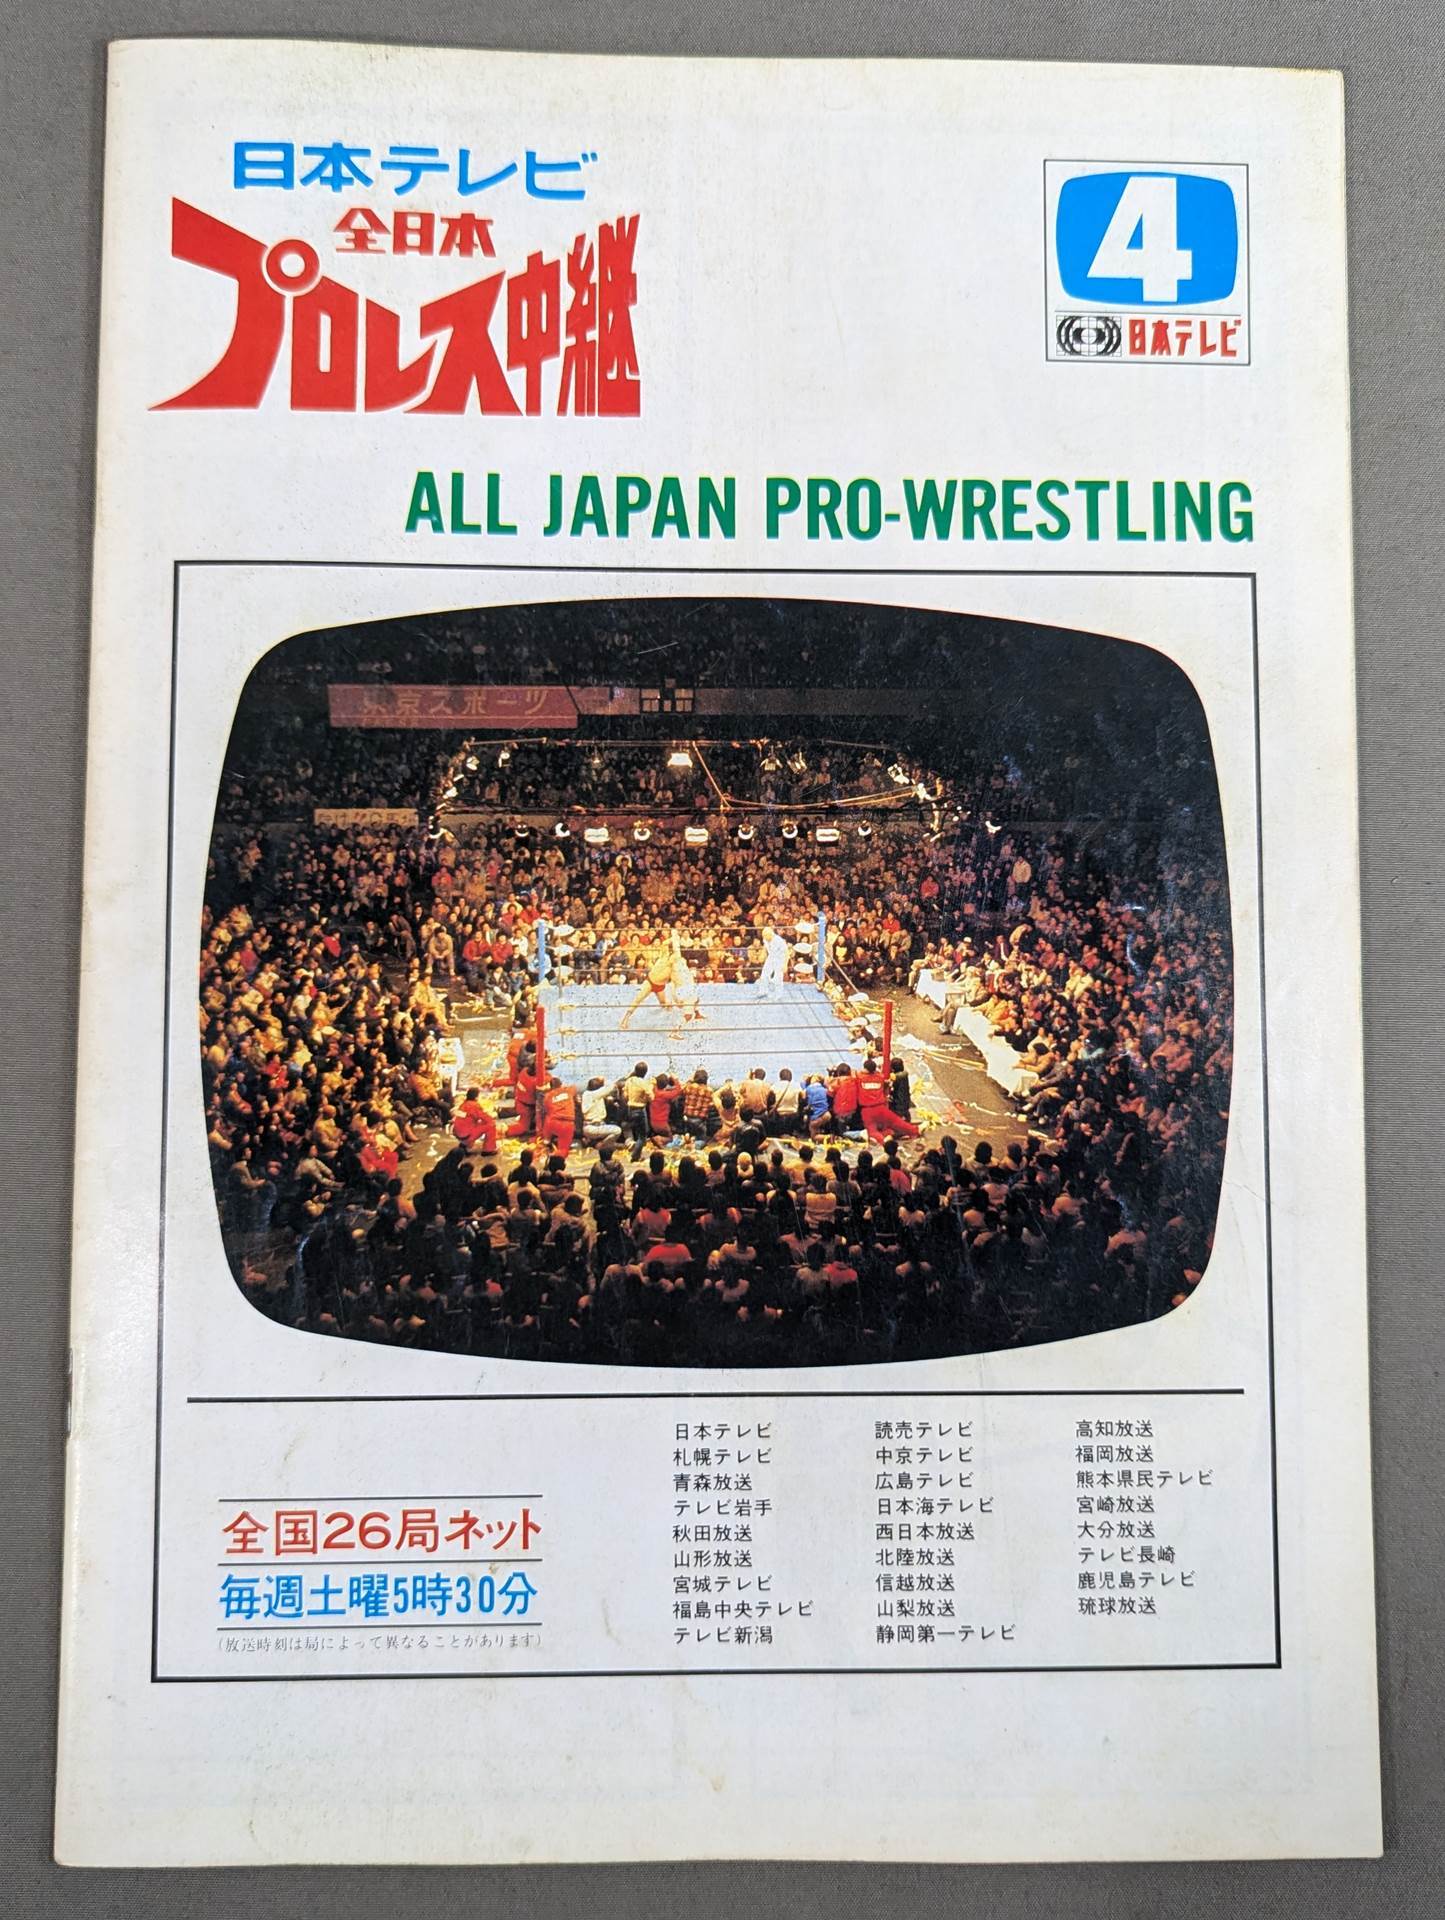 日本テレビ
全日本
プロレス中継
4
日本テレビ
ALL JAPAN PRO-WRESTLING
東京スポーツ
全国26局ネット
毎週土曜5時30分
(放送時刻は局によって異なることがあります)
日本テレビ
札幌テレビ
青森放送
テレビ岩手
秋田放送
山形放送
宮城テレビ
福島中央テレビ
テレビ新潟
読売テレビ
中京テレビ
広島テレビ
日本海テレビ
西日本放送
北陸放送
信越放送
山梨放送
静岡第一テレビ
高知放送
福岡放送
熊本県民テレビ
宮崎放送
大分放送
テレビ長崎
鹿児島テレビ
琉球放送